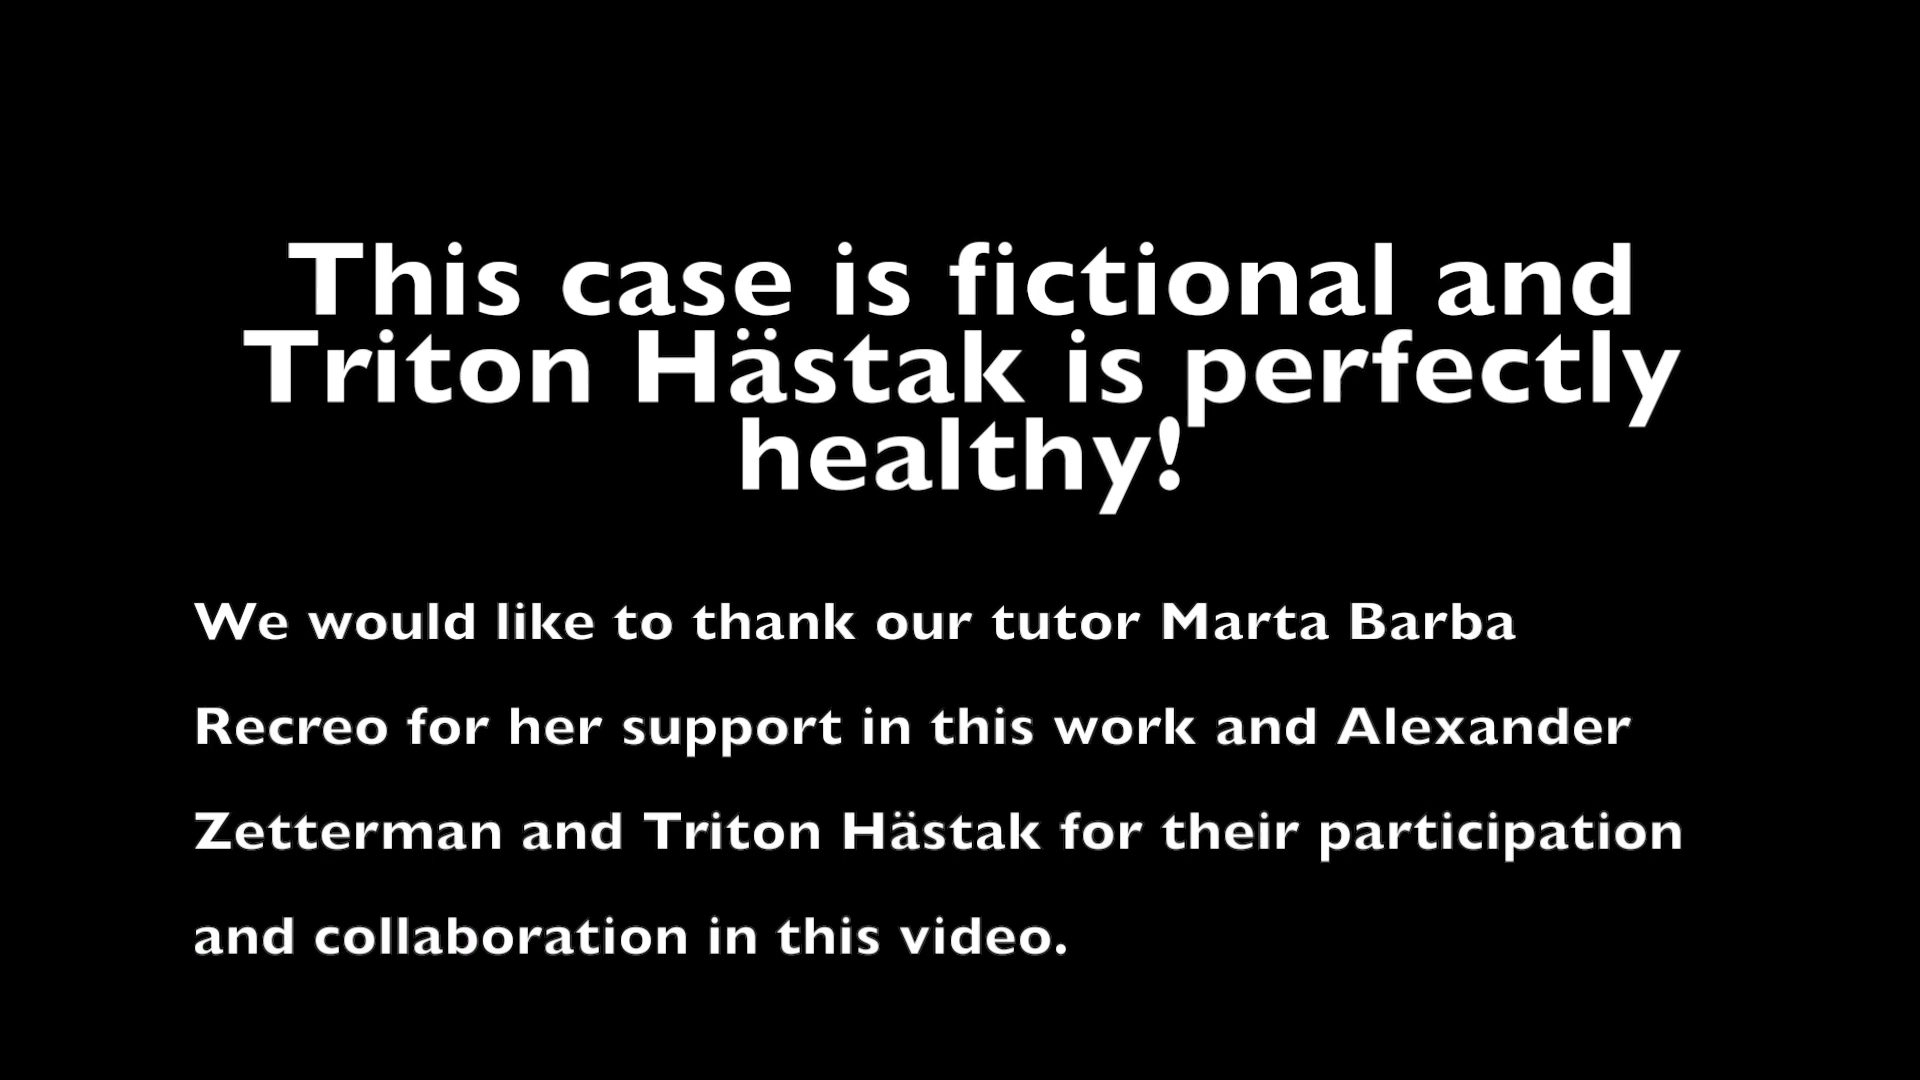 This case is fictional and
Triton Hästak is perfectly
healthy!
We would like to thank our tutor Marta Barba
Recreo for her support in this work and Alexander
Zetterman and Triton Hästak for their participation
and collaboration in this video.